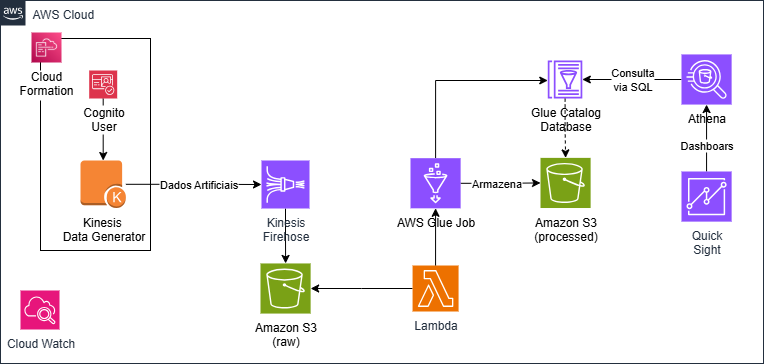 aws
AWS Cloud
Cloud
Formation
Cognito
User
Kinesis
Data Generator
K
Dados Artificiais
Kinesis
Firehose
Amazon S3
(raw)
Lambda
AWS Glue Job
Armazena
Glue Catalog
Database
Amazon S3
(processed)
Consulta
via SQL
Athena
Dashboars
Quick
Sight
Cloud Watch